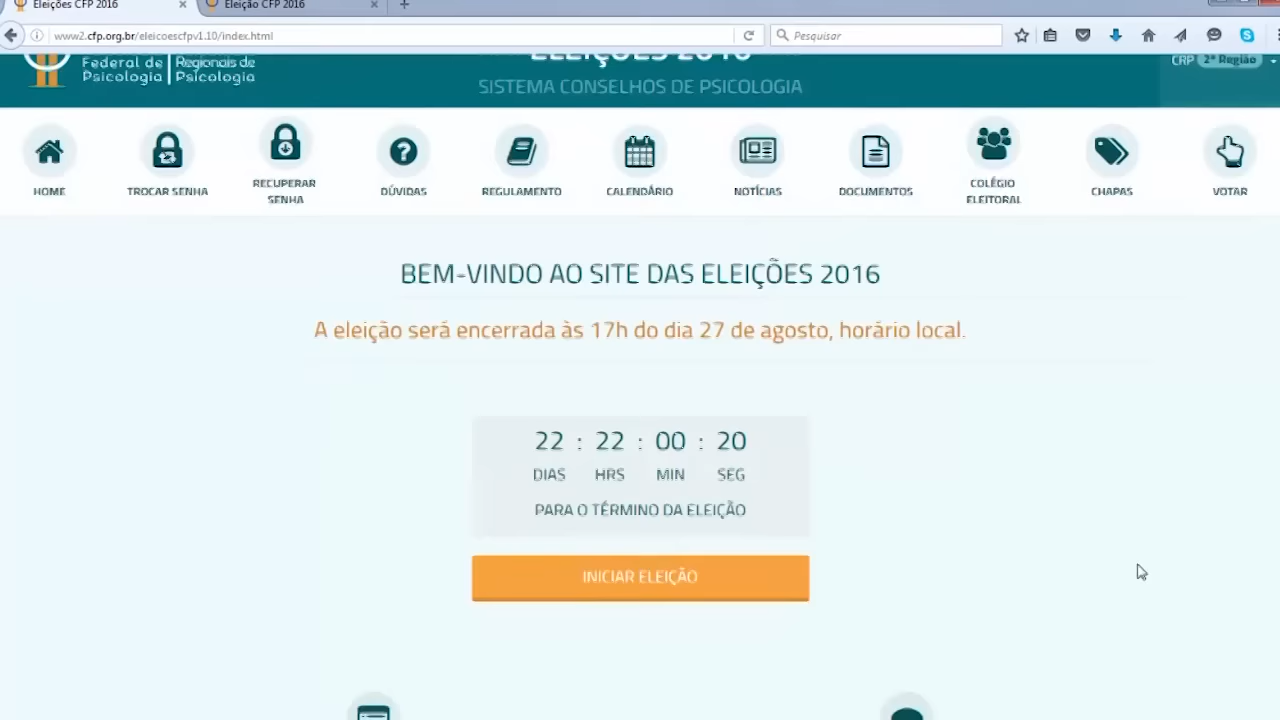 Eleições CFP 2016
Eleição CFP 2016
www2.cfp.org.br/eleicoescfpv1.10/index.html
Pesquisar
Federal de Psicologia
Regionais de Psicologia
ELEIÇÕES 2016
SISTEMA CONSELHOS DE PSICOLOGIA
CRP 2ª Região
HOME
TROCAR SENHA
RECUPERAR SENHA
DÚVIDAS
REGULAMENTO
CALENDÁRIO
NOTÍCIAS
DOCUMENTOS
COLÉGIO ELEITORAL
CHAPAS
VOTAR
BEM-VINDO AO SITE DAS ELEIÇÕES 2016
A eleição será encerrada às 17h do dia 27 de agosto, horário local.
22 : 22 : 00 : 20
DIAS HRS MIN SEG
PARA O TÉRMINO DA ELEIÇÃO
INICIAR ELEIÇÃO